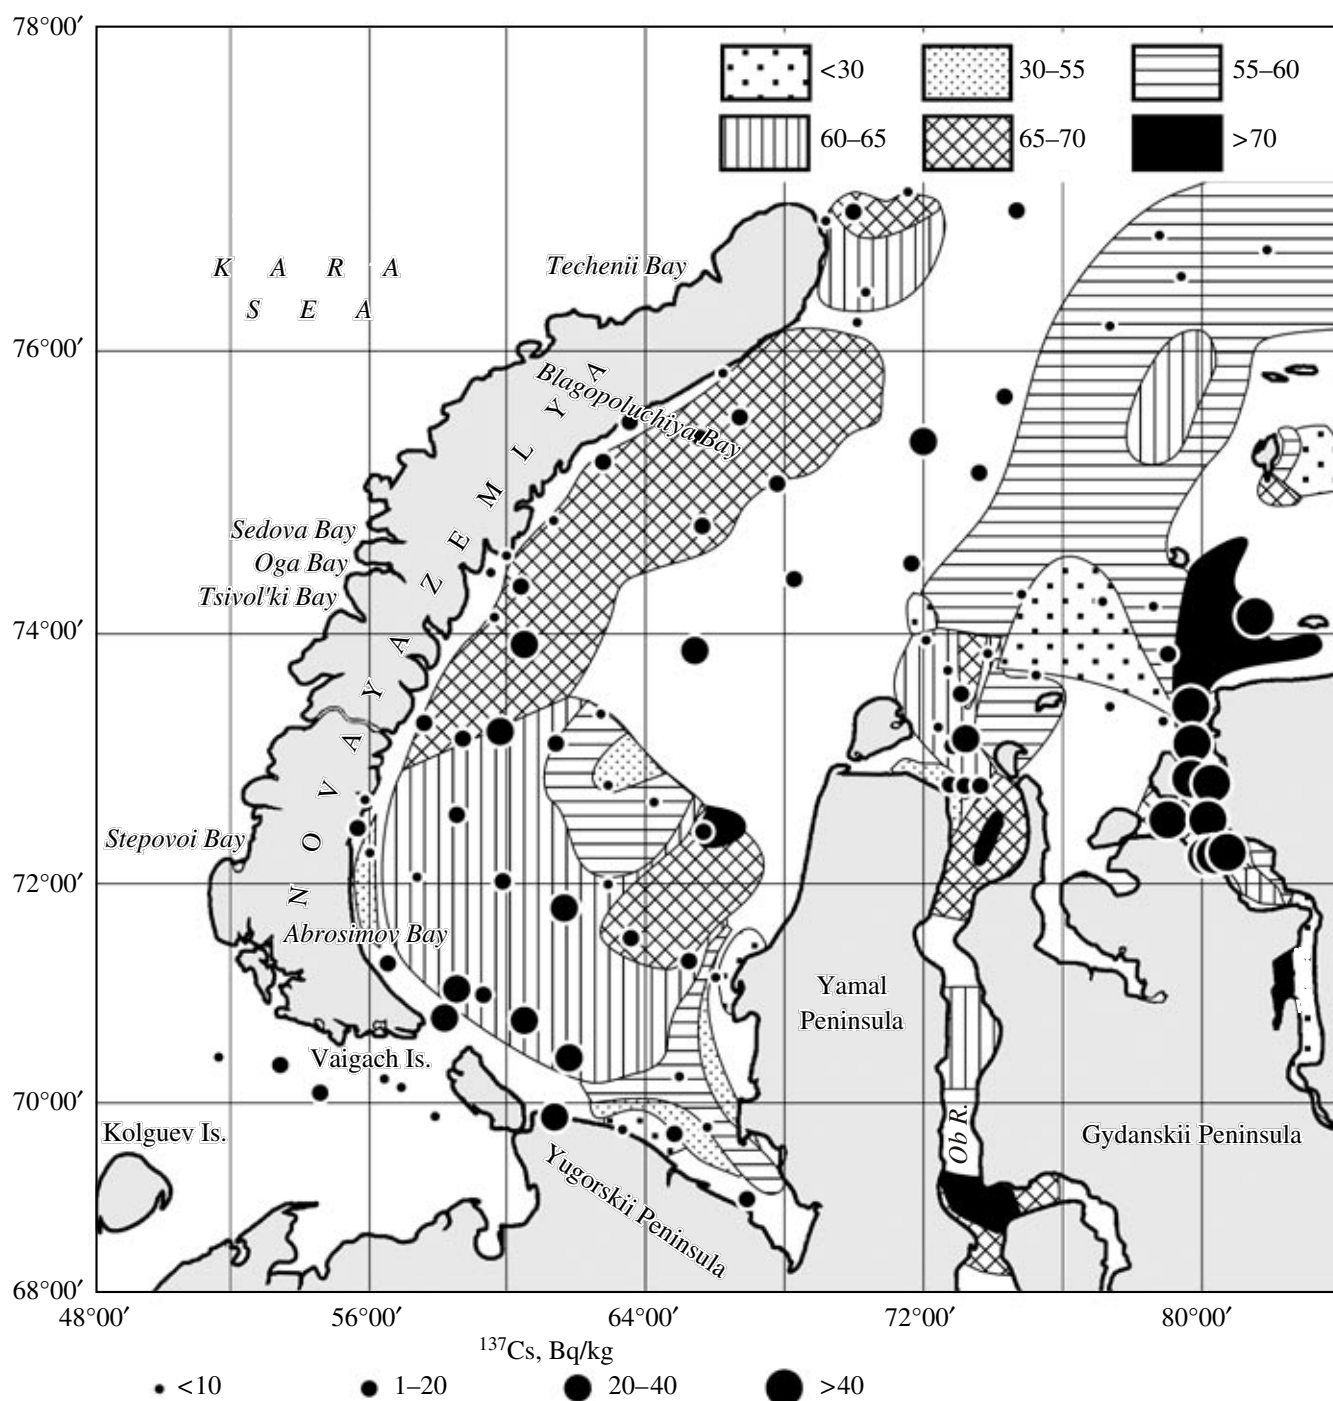 78°00′
<30
30–55
55–60
60–65
65–70
>70
K A R A
S E A
Techenii Bay
76°00′
Blagopoluchiya Bay
NOVAYA ZEMLYA
Sedova Bay
Oga Bay
Tsivol'ki Bay
74°00′
Stepovoi Bay
72°00′
Abrosimov Bay
Yamal
Peninsula
Vaigach Is.
70°00′
Kolguev Is.
Ob R.
Gydanskii Peninsula
Yugorskii Peninsula
68°00′
48°00′
56°00′
64°00′
72°00′
80°00′
¹³⁷Cs, Bq/kg
<10
1–20
20–40
>40